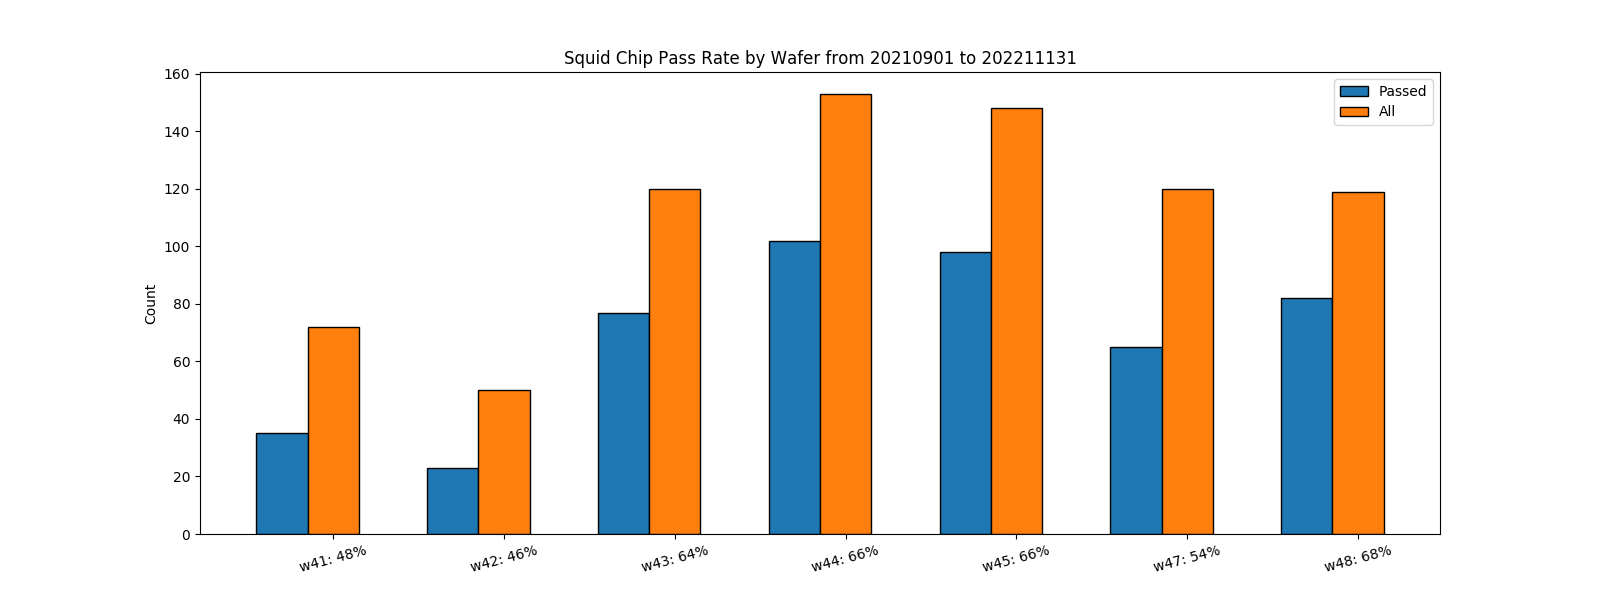 Squid Chip Pass Rate by Wafer from 20210901 to 202211131
160
140
120
100
80
60
40
20
0
Count
Passed
All
w41: 48%
w42: 46%
w43: 64%
w44: 66%
w45: 66%
w47: 54%
w48: 68%